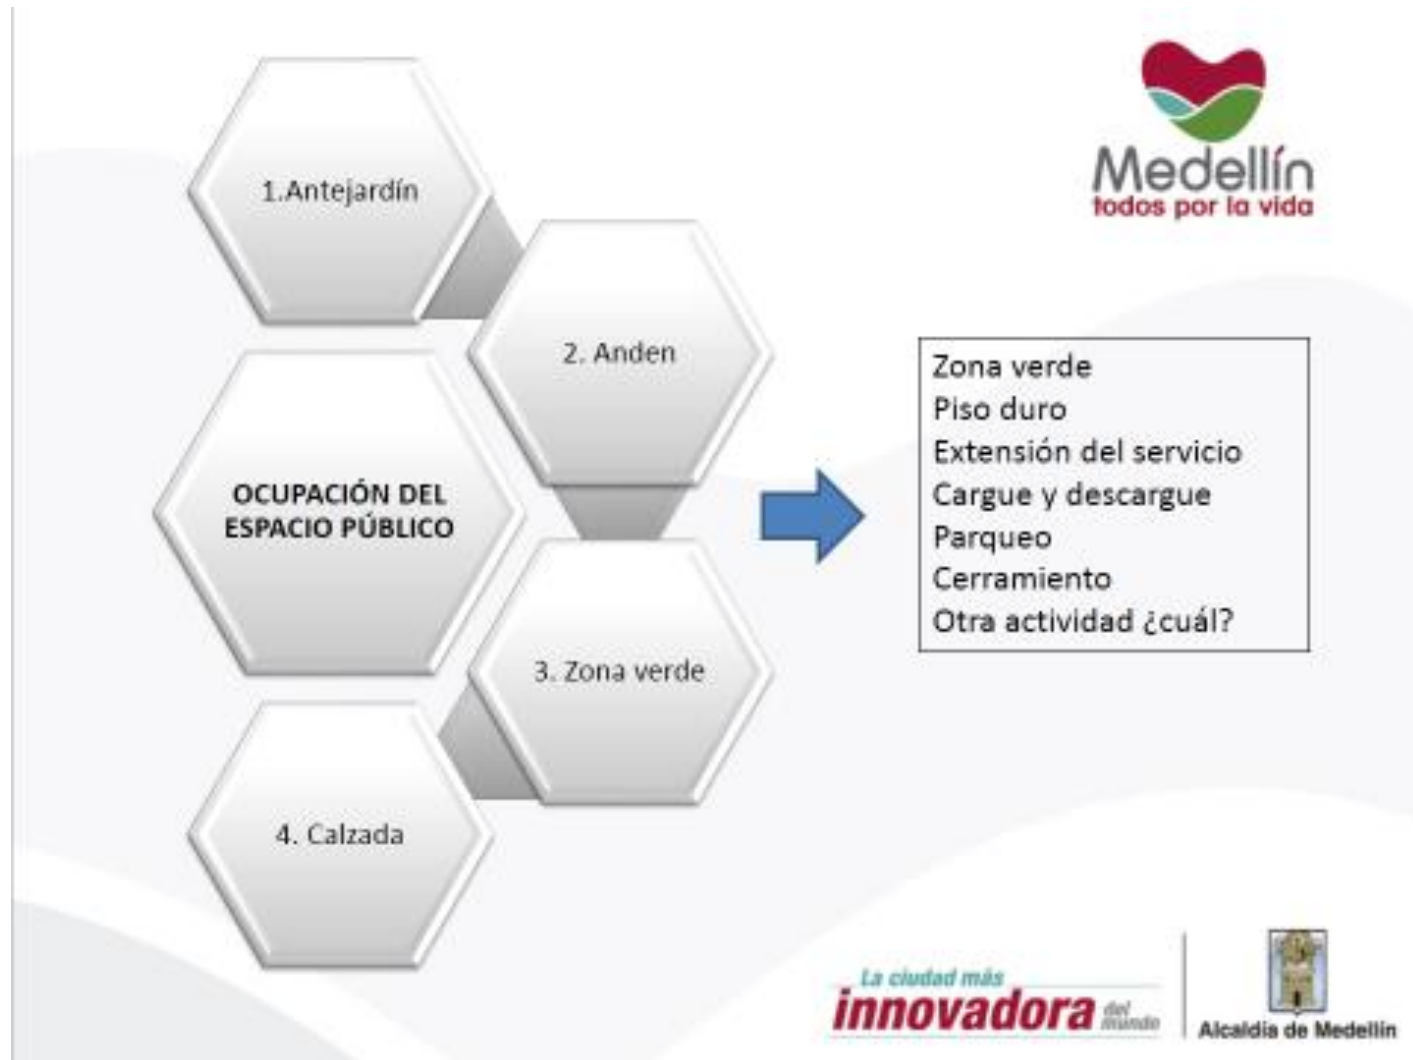 1.Antejardín
2. Anden
OCUPACIÓN DEL
ESPACIO PÚBLICO
3. Zona verde
4. Calzada
Medellín
todos por la vida
Zona verde
Piso duro
Extensión del servicio
Cargue y descargue
Parqueo
Cerramiento
Otra actividad ¿cuál?
La ciudad más
innovadora del
mundo
Alcaldía de Medellín